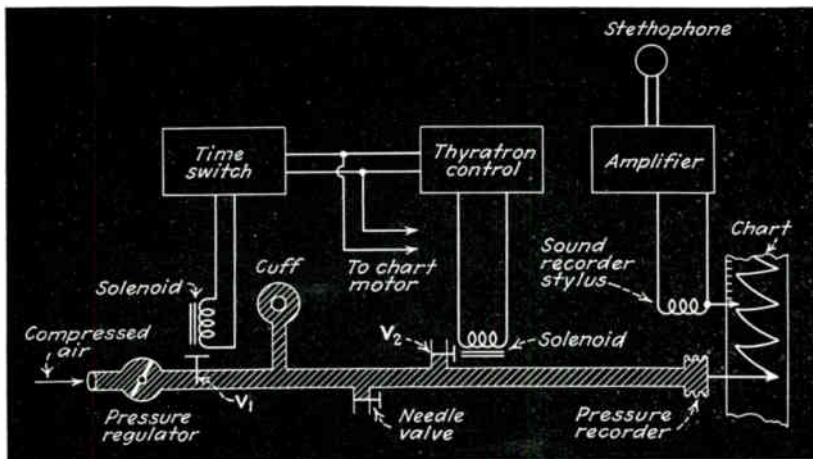 Stethophone
Time
switch
Thyratron
control
Amplifier
Chart
Sound
recorder
stylus
To chart
motor
Cuff
Solenoid
V2
Solenoid
Compressed
air
V1
Pressure
regulator
Needle
valve
Pressure
recorder